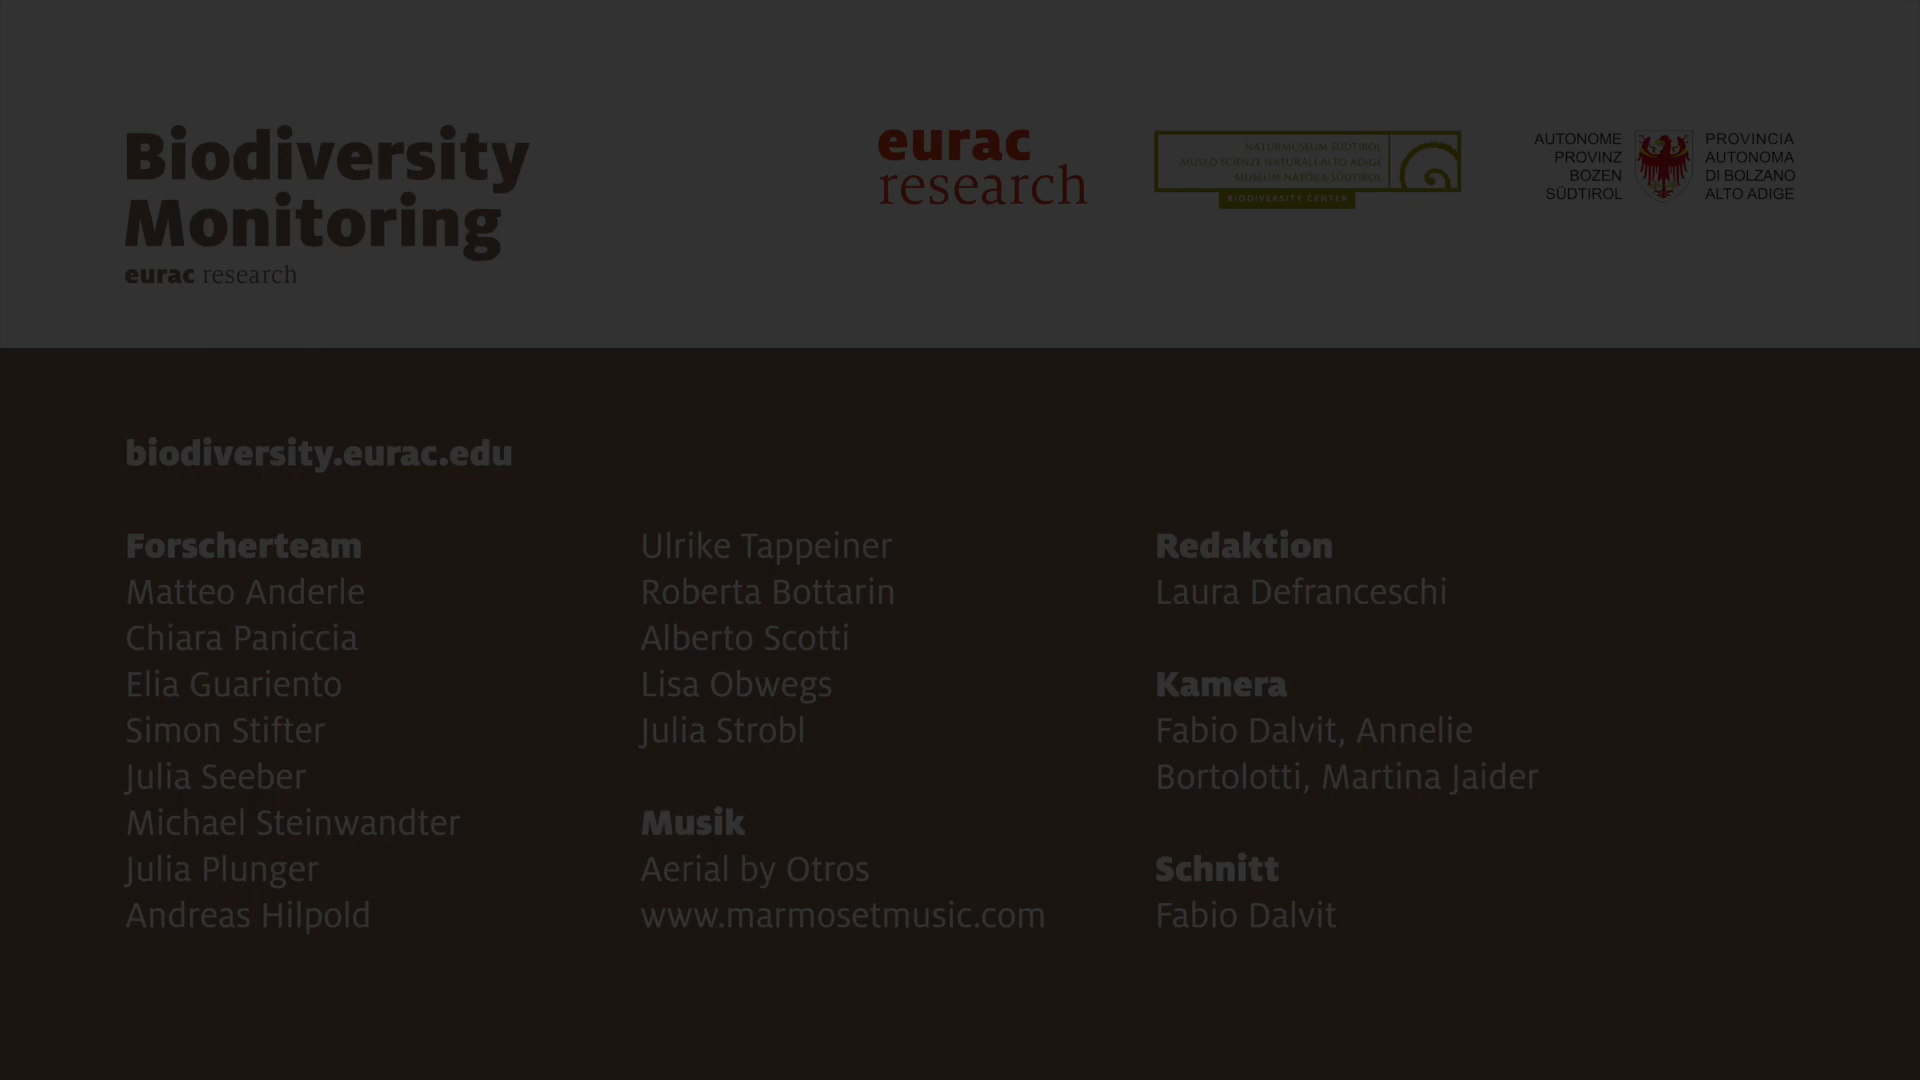 Biodiversity
Monitoring
eurac research
eurac
research
NATURMUSEUM SÜDTIROL
MUSEO SCIENZE NATURALI ALTO ADIGE
MUSEUM NATÖRA SÜDTIROL
BIODIVERSITY CENTER
AUTONOME
PROVINZ
BOZEN
SÜDTIROL
PROVINCIA
AUTONOMA
DI BOLZANO
ALTO ADIGE
biodiversity.eurac.edu
Forscherteam
Matteo Anderle
Chiara Paniccia
Elia Guariento
Simon Stifter
Julia Seeber
Michael Steinwandter
Julia Plunger
Andreas Hilpold
Ulrike Tappeiner
Roberta Bottarin
Alberto Scotti
Lisa Obwegs
Julia Strobl
Musik
Aerial by Otros
www.marmosetmusic.com
Redaktion
Laura Defranceschi
Kamera
Fabio Dalvit, Annelie
Bortolotti, Martina Jaider
Schnitt
Fabio Dalvit